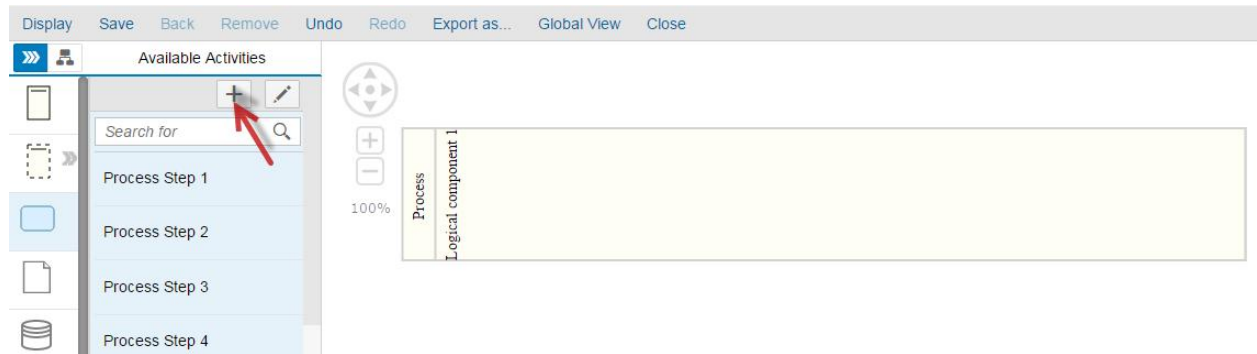 Display Save Back Remove Undo Redo Export as... Global View Close
Available Activities
Search for
Process Step 1
Process Step 2
Process Step 3
Process Step 4
100%
Process
Logical component 1